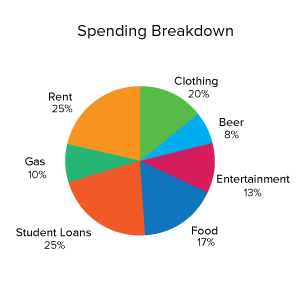 Spending Breakdown
Clothing
20%
Beer
8%
Entertainment
13%
Food
17%
Student Loans
25%
Gas
10%
Rent
25%